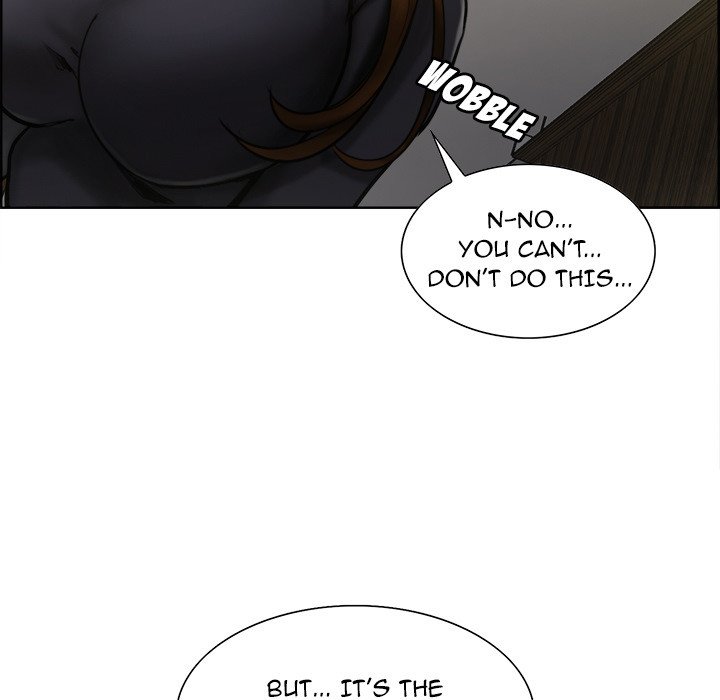 WOBBLE
N-NO...
YOU CAN'T...
DON'T DO THIS...
BUT... IT'S THE